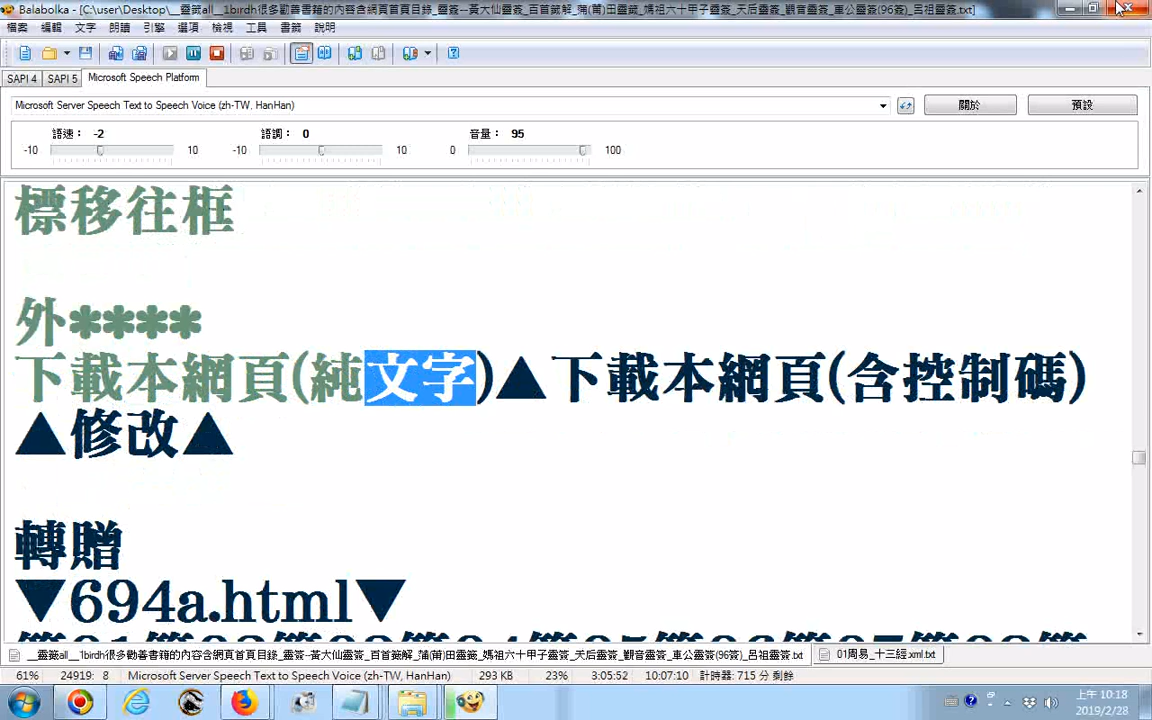 Balabolka - [C:\user\Desktop\__靈籤all__1birdh很多勸善書籍的內容含網頁首頁目錄_靈簽--黃大仙靈簽_百首籤解_蒲(莆)田靈籤_媽祖六十甲子靈簽_天后靈簽_觀音靈簽_車公靈簽(96簽)_呂祖靈簽.txt]
檔案 編輯 文字 朗讀 引擎 選項 檢視 工具 書籤 說明
SAPI 4 SAPI 5 Microsoft Speech Platform
Microsoft Server Speech Text to Speech Voice (zh-TW, HanHan) 關於 預設
語速： -2 語調： 0 音量： 95
-10 10 -10 10 0 100
標移往框
外✽✽✽✽
下載本網頁(純文字)▲下載本網頁(含控制碼)
▲修改▲
轉贈
▼694a.html▼
__靈籤all__1birdh很多勸善書籍的內容含網頁首頁目錄_靈簽--黃大仙靈簽_百首籤解_蒲(莆)田靈籤_媽祖六十甲子靈簽_天后靈簽_觀音靈簽_車公靈簽(96簽)_呂祖靈簽.txt 01周易_十三經.txt
61% 24919: 8 Microsoft Server Speech Text to Speech Voice (zh-TW, HanHan) 293 KB 23% 3:05:52 10:07:10 計時器: 715 分 剩餘
上午 10:18
2019/2/28